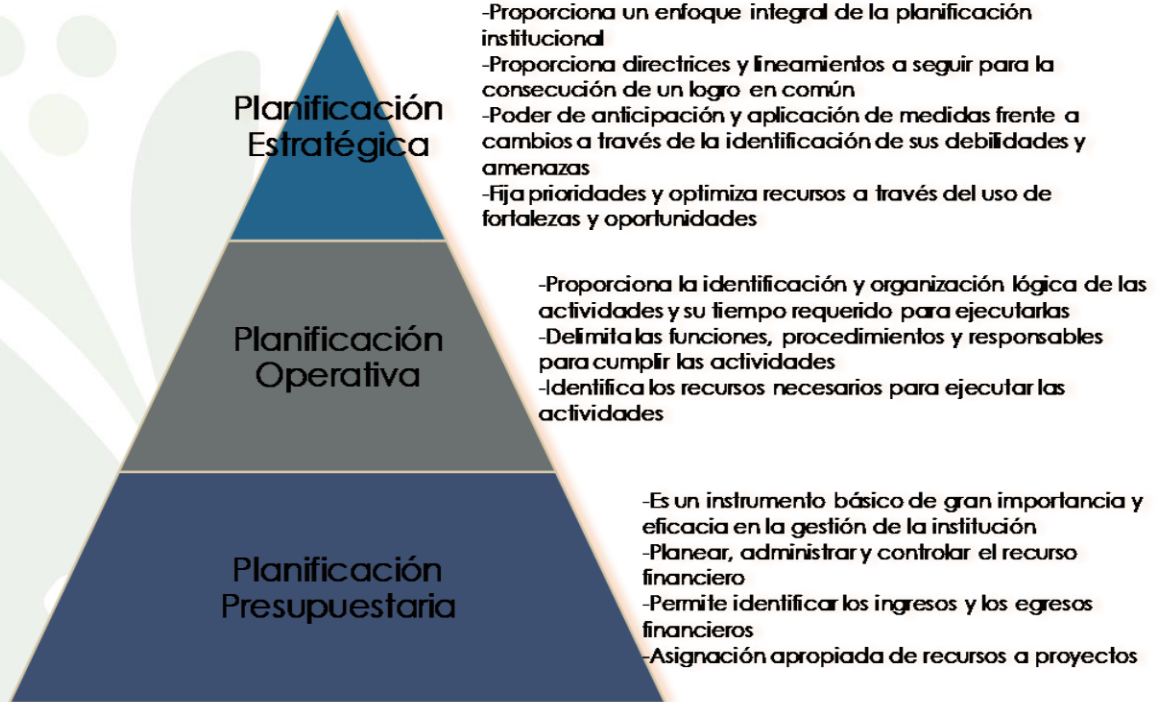 -Proporciona un enfoque integral de la planificación
institucional
-Proporciona directrices y lineamientos a seguir para la
consecución de un logro en común
-Poder de anticipación y aplicación de medidas frente a
cambios a través de la identificación de sus debilidades y
amenazas
-Fija prioridades y optimiza recursos a través del uso de
fortalezas y oportunidades
Planificación
Estratégica
-Proporciona la identificación y organización lógica de las
actividades y su tiempo requerido para ejecutarlas
-Delimita las funciones, procedimientos y responsables
para cumplir las actividades
-Identifica los recursos necesarios para ejecutar las
actividades
Planificación
Operativa
-Es un instrumento básico de gran importancia y
eficacia en la gestión de la institución
-Planear, administrar y controlar el recurso
financiero
-Permite identificar los ingresos y los egresos
financieros
-Asignación apropiada de recursos a proyectos
Planificación
Presupuestaria